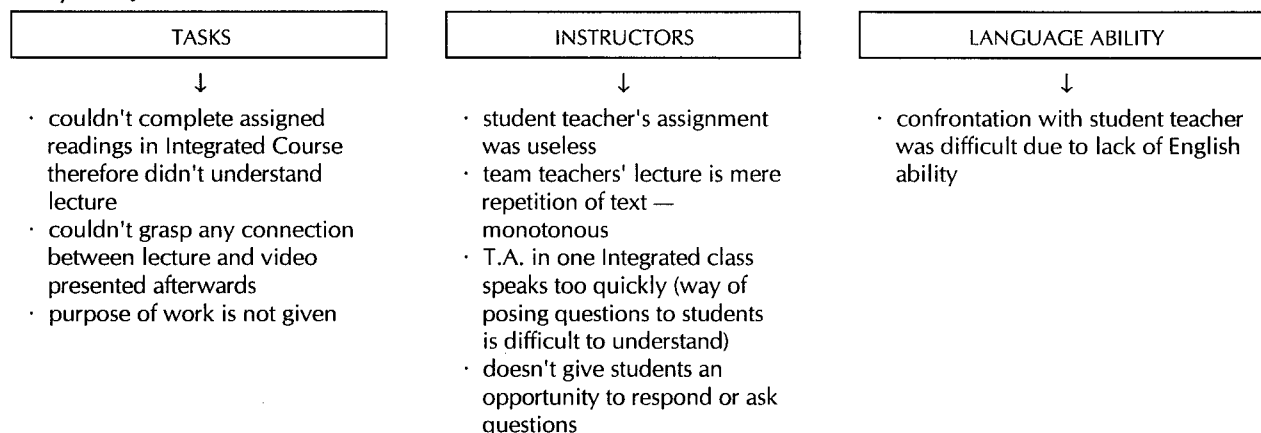 TASKS
↓
· couldn't complete assigned
readings in Integrated Course
therefore didn't understand
lecture
· couldn't grasp any connection
between lecture and video
presented afterwards
· purpose of work is not given
INSTRUCTORS
↓
· student teacher's assignment
was useless
· team teachers' lecture is mere
repetition of text —
monotonous
· T.A. in one Integrated class
speaks too quickly (way of
posing questions to students
is difficult to understand)
· doesn't give students an
opportunity to respond or ask
questions
LANGUAGE ABILITY
↓
· confrontation with student teacher
was difficult due to lack of English
ability